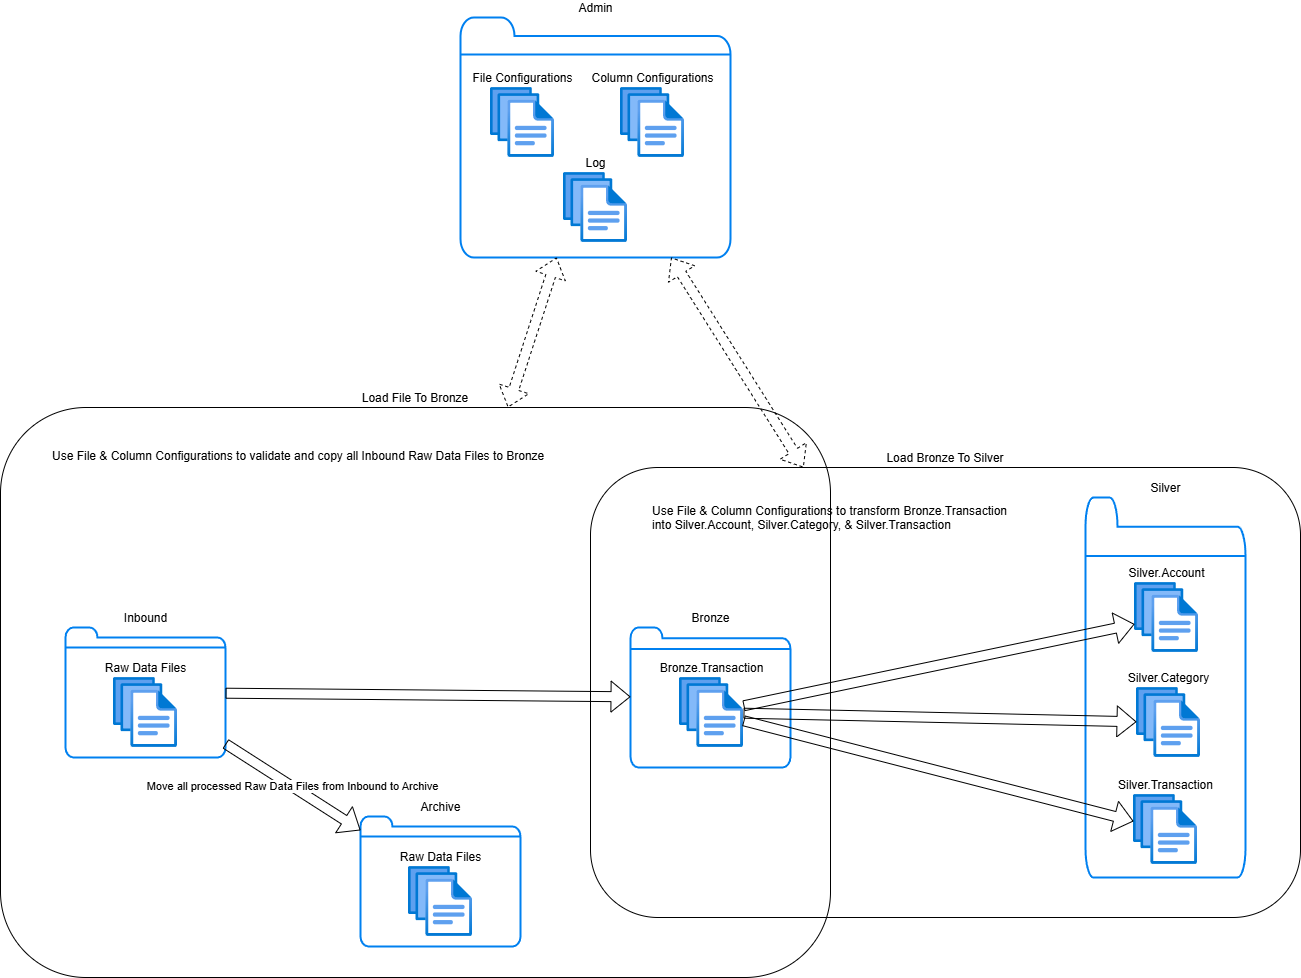 Admin
File Configurations
Column Configurations
Log
Load File To Bronze
Use File & Column Configurations to validate and copy all Inbound Raw Data Files to Bronze
Load Bronze To Silver
Use File & Column Configurations to transform Bronze.Transaction
into Silver.Account, Silver.Category, & Silver.Transaction
Silver
Silver.Account
Silver.Category
Silver.Transaction
Inbound
Raw Data Files
Bronze
Bronze.Transaction
Move all processed Raw Data Files from Inbound to Archive
Archive
Raw Data Files